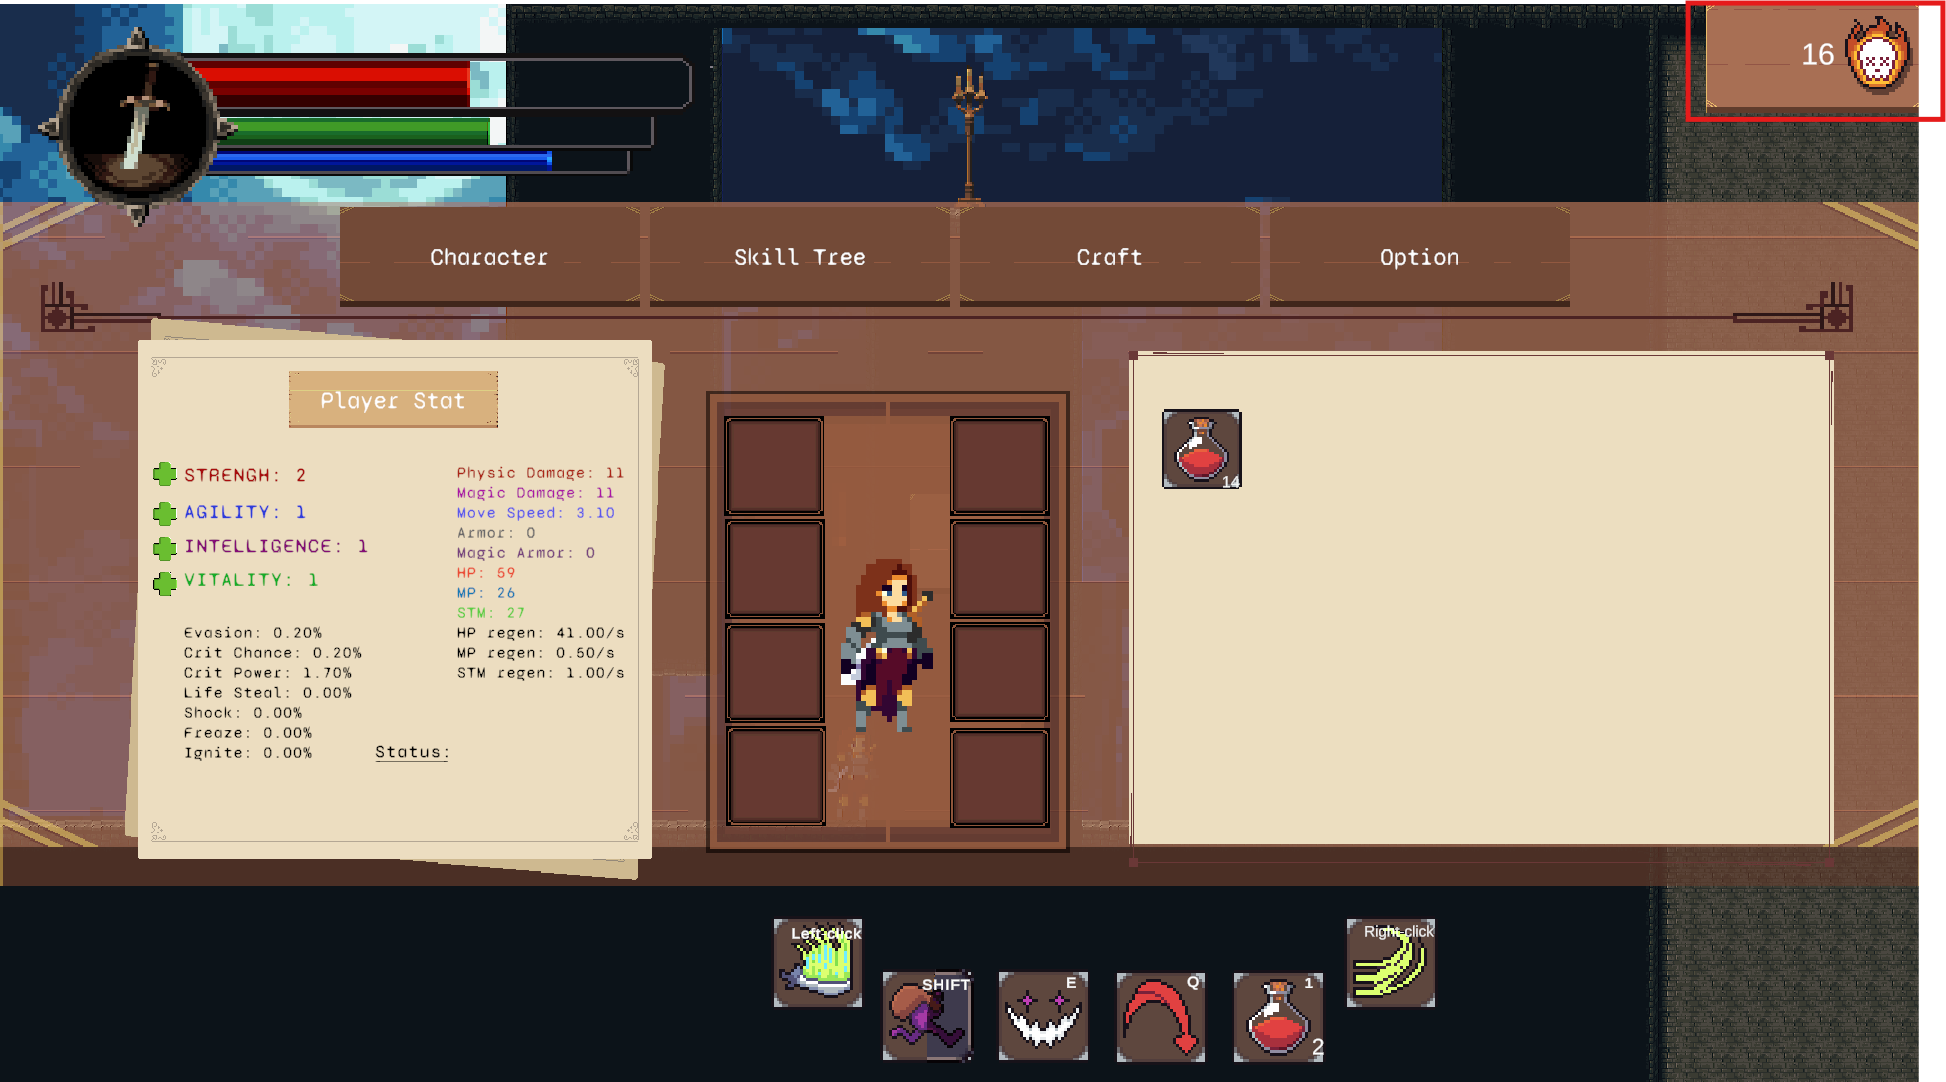 16
Character
Skill Tree
Craft
Option
Player Stat
STRENGH: 2
AGILITY: 1
INTELLIGENCE: 1
VITALITY: 1
Physic Damage: 11
Magic Damage: 11
Move Speed: 3.10
Armor: 0
Magic Armor: 0
HP: 59
MP: 26
STM: 27
HP regen: 41.00/s
MP regen: 0.50/s
STM regen: 1.00/s
Evasion: 0.20%
Crit Chance: 0.20%
Crit Power: 1.70%
Life Steal: 0.00%
Shock: 0.00%
Freaze: 0.00%
Ignite: 0.00%
Status:
14
Left-click
SHIFT
E
Q
1
2
Right-click